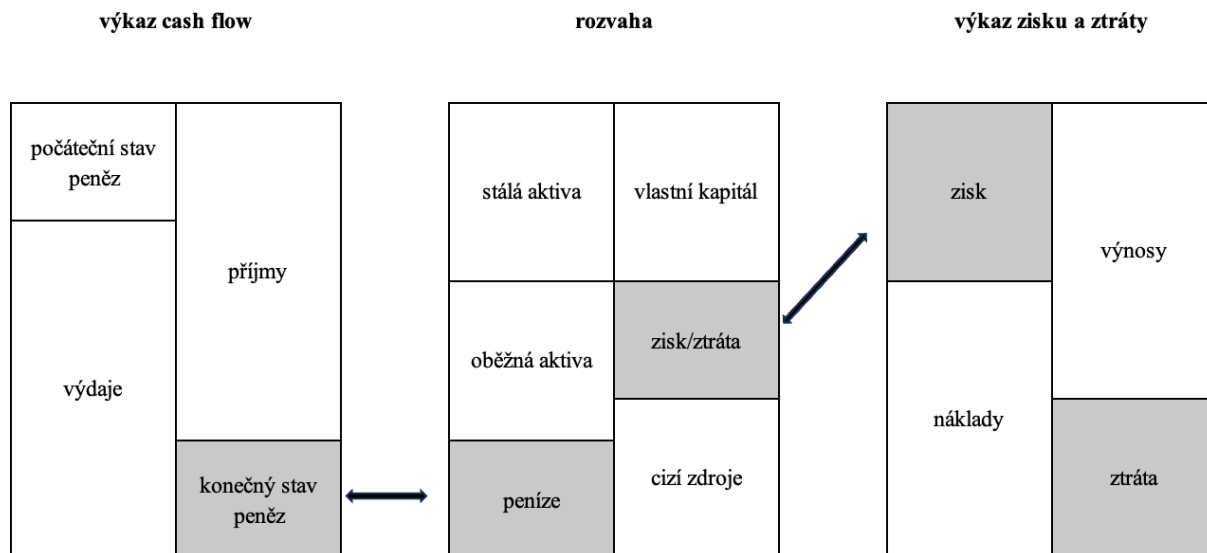 výkaz cash flow
rozvaha
výkaz zisku a ztráty
počáteční stav
peněz
výdaje
příjmy
konečný stav
peněz
stálá aktiva
oběžná aktiva
peníze
vlastní kapitál
zisk/ztráta
cizí zdroje
zisk
náklady
výnosy
ztráta